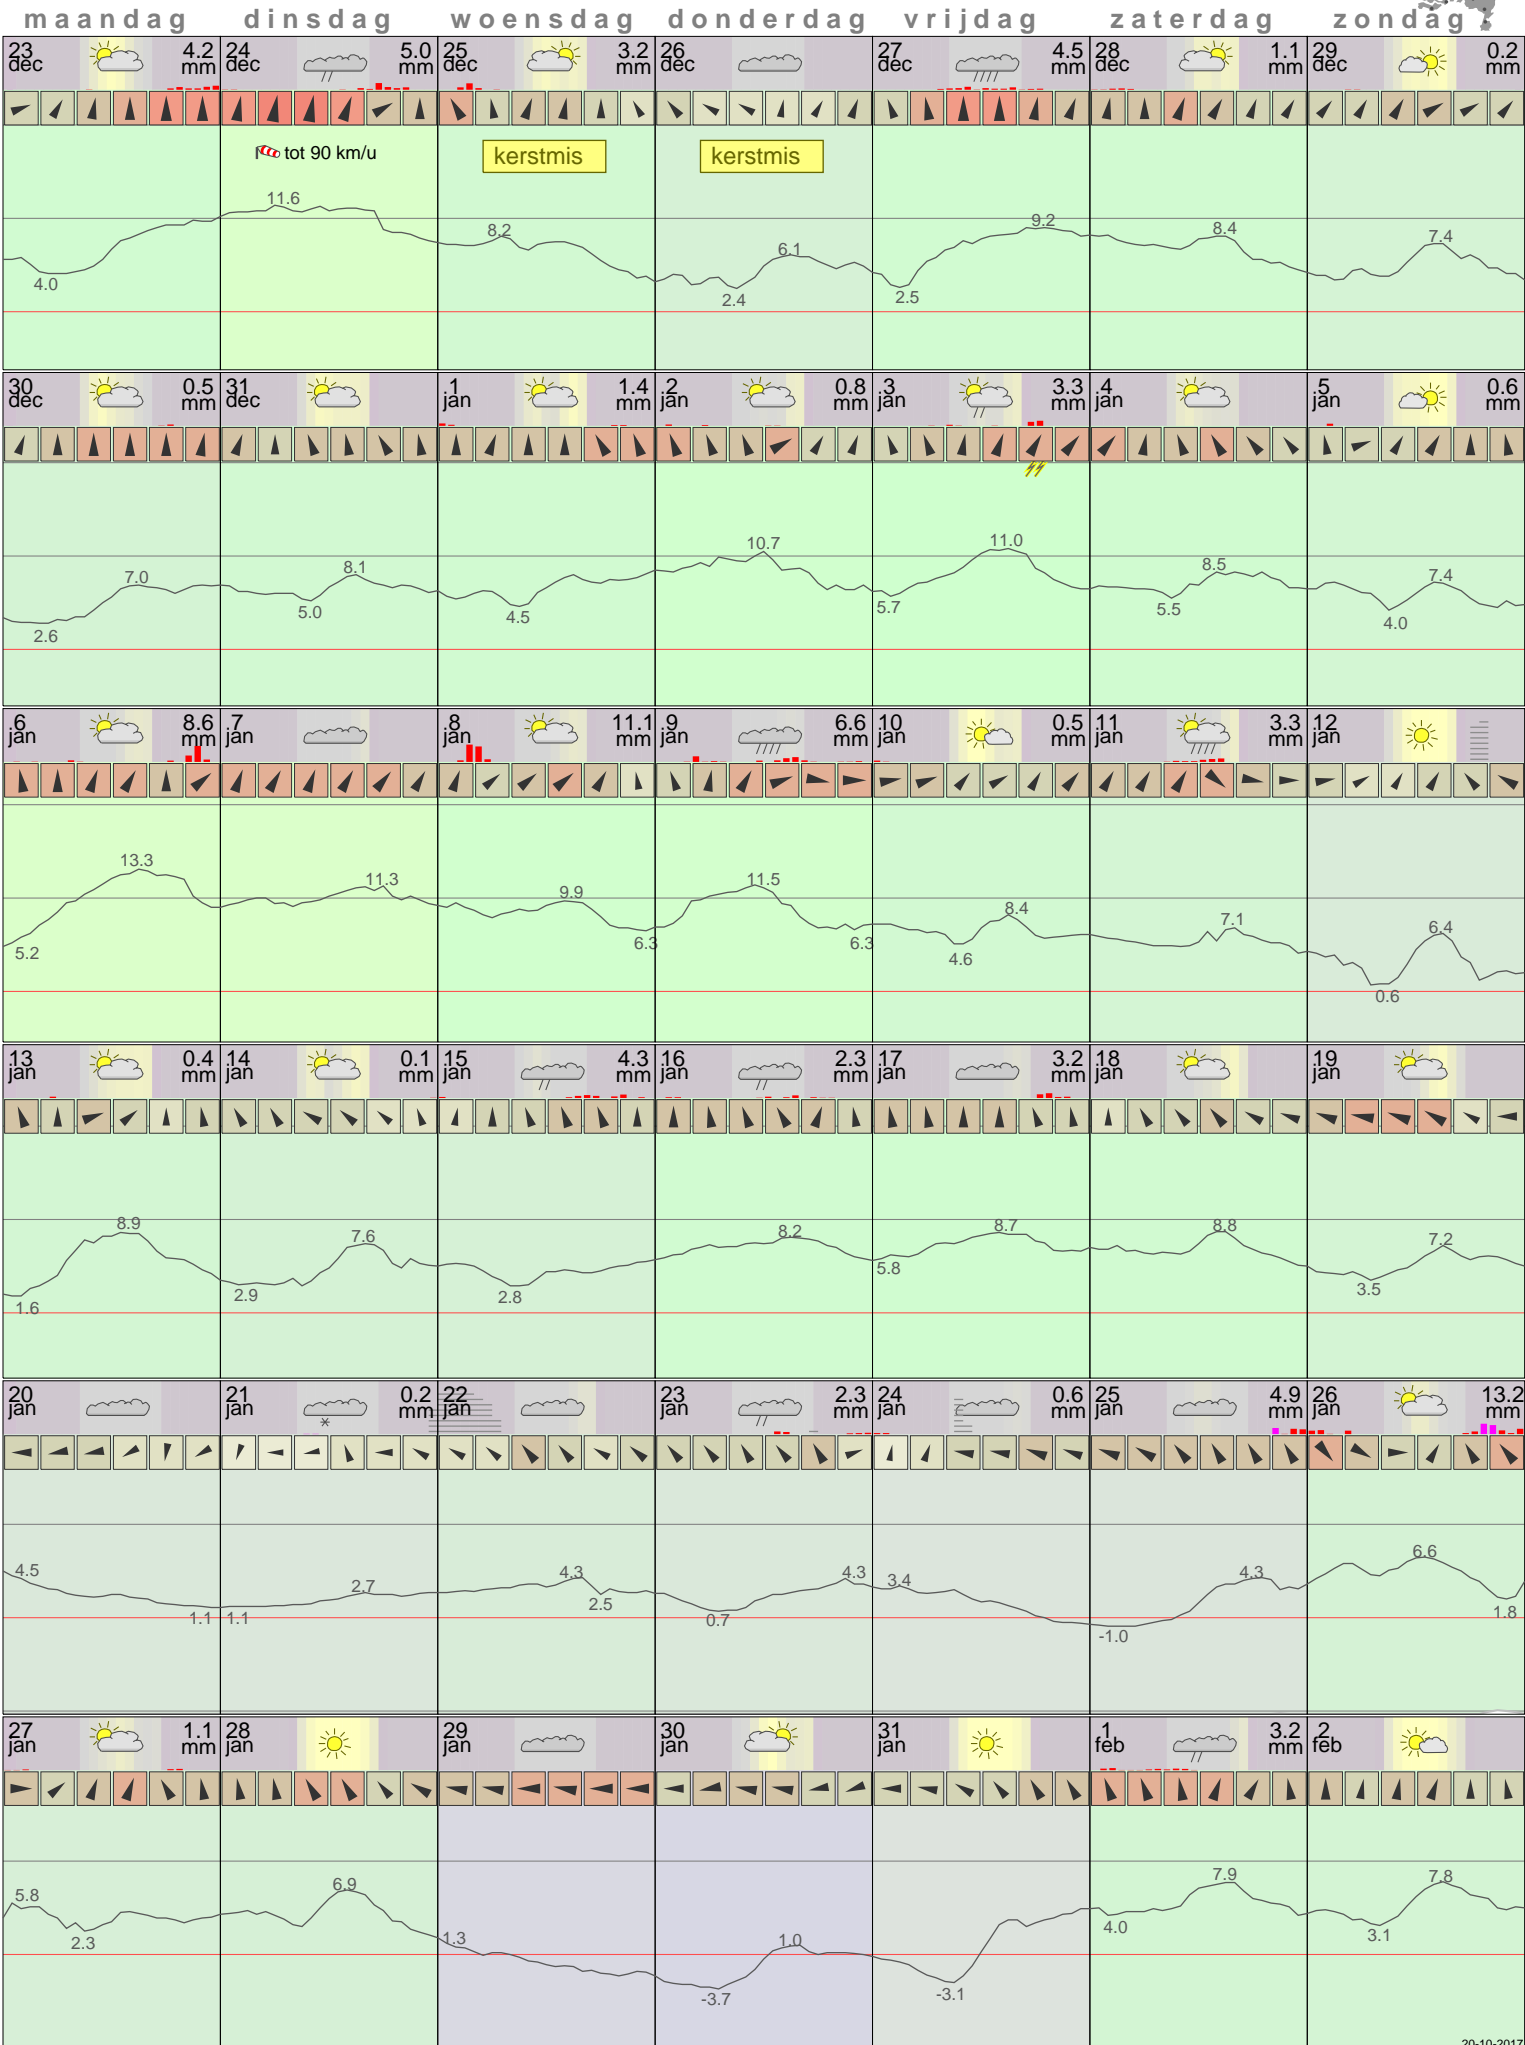 maandag dinsdag woensdag donderdag vrijdag zaterdag zondag
23 dec 4.2 mm 24 dec 5.0 mm 25 dec 3.2 mm 26 dec 27 dec 4.5 mm 28 dec 1.1 mm 29 dec 0.2 mm
tot 90 km/u kerstmis kerstmis
11.6
8.2 6.1 9.2 8.4 7.4
4.0 2.4 2.5
30 dec 0.5 mm 31 dec 1 ján 1.4 mm 2 jan 0.8 mm 3 jan 3.3 mm 4 jan 5 jan 0.6 mm
7.0 8.1 10.7 11.0 8.5 7.4
2.6 5.0 4.5 5.7 5.5 4.0
6 jan 8.6 mm 7 jan 8 jan 11.1 mm 9 jan 6.6 mm 10 jan 0.5 mm 11 jan 3.3 mm 12 jan
13.3 11.3 9.9 11.5 8.4 7.1 6.4
5.2 6.3 6.3 4.6 0.6
13 jan 0.4 mm 14 jan 0.1 mm 15 jan 4.3 mm 16 jan 2.3 mm 17 jan 3.2 mm 18 jan 19 jan
8.9 7.6 8.2 8.7 8.8 7.2
1.6 2.9 2.8 5.8 3.5
20 jan 21 jan 0.2 mm 22 jan 23 jan 2.3 mm 24 jan 0.6 mm 25 jan 4.9 mm 26 jan 13.2 mm
4.5 2.7 4.3 4.3 3.4 4.3 6.6
1.1 1.1 2.5 0.7 -1.0 1.8
27 jan 1.1 mm 28 jan 29 jan 30 jan 31 jan 1 feb 3.2 mm 2 feb
5.8 6.9 1.3 1.0 7.9 7.8
2.3 -3.7 -3.1 4.0 3.1
20-10-2017